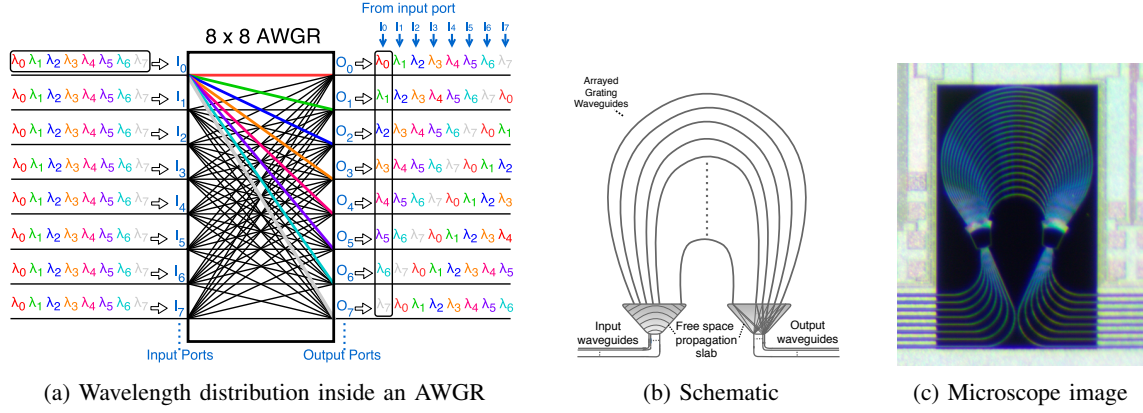 From input port
I₀ I₁ I₂ I₃ I₄ I₅ I₆ I₇
8 x 8 AWGR
λ₀ λ₁ λ₂ λ₃ λ₄ λ₅ λ₆ λ₇ I₀ O₀ λ₀ λ₁ λ₂ λ₃ λ₄ λ₅ λ₆ λ₇
λ₀ λ₁ λ₂ λ₃ λ₄ λ₅ λ₆ λ₇ I₁ O₁ λ₁ λ₂ λ₃ λ₄ λ₅ λ₆ λ₇ λ₀
λ₀ λ₁ λ₂ λ₃ λ₄ λ₅ λ₆ λ₇ I₂ O₂ λ₂ λ₃ λ₄ λ₅ λ₆ λ₇ λ₀ λ₁
λ₀ λ₁ λ₂ λ₃ λ₄ λ₅ λ₆ λ₇ I₃ O₃ λ₃ λ₄ λ₅ λ₆ λ₇ λ₀ λ₁ λ₂
λ₀ λ₁ λ₂ λ₃ λ₄ λ₅ λ₆ λ₇ I₄ O₄ λ₄ λ₅ λ₆ λ₇ λ₀ λ₁ λ₂ λ₃
λ₀ λ₁ λ₂ λ₃ λ₄ λ₅ λ₆ λ₇ I₅ O₅ λ₅ λ₆ λ₇ λ₀ λ₁ λ₂ λ₃ λ₄
λ₀ λ₁ λ₂ λ₃ λ₄ λ₅ λ₆ λ₇ I₆ O₆ λ₆ λ₇ λ₀ λ₁ λ₂ λ₃ λ₄ λ₅
λ₀ λ₁ λ₂ λ₃ λ₄ λ₅ λ₆ λ₇ I₇ O₇ λ₇ λ₀ λ₁ λ₂ λ₃ λ₄ λ₅ λ₆
Input Ports Output Ports
(a) Wavelength distribution inside an AWGR
Arrayed
Grating
Waveguides
Input
waveguides
Free space
propagation
slab
Output
waveguides
(b) Schematic
(c) Microscope image